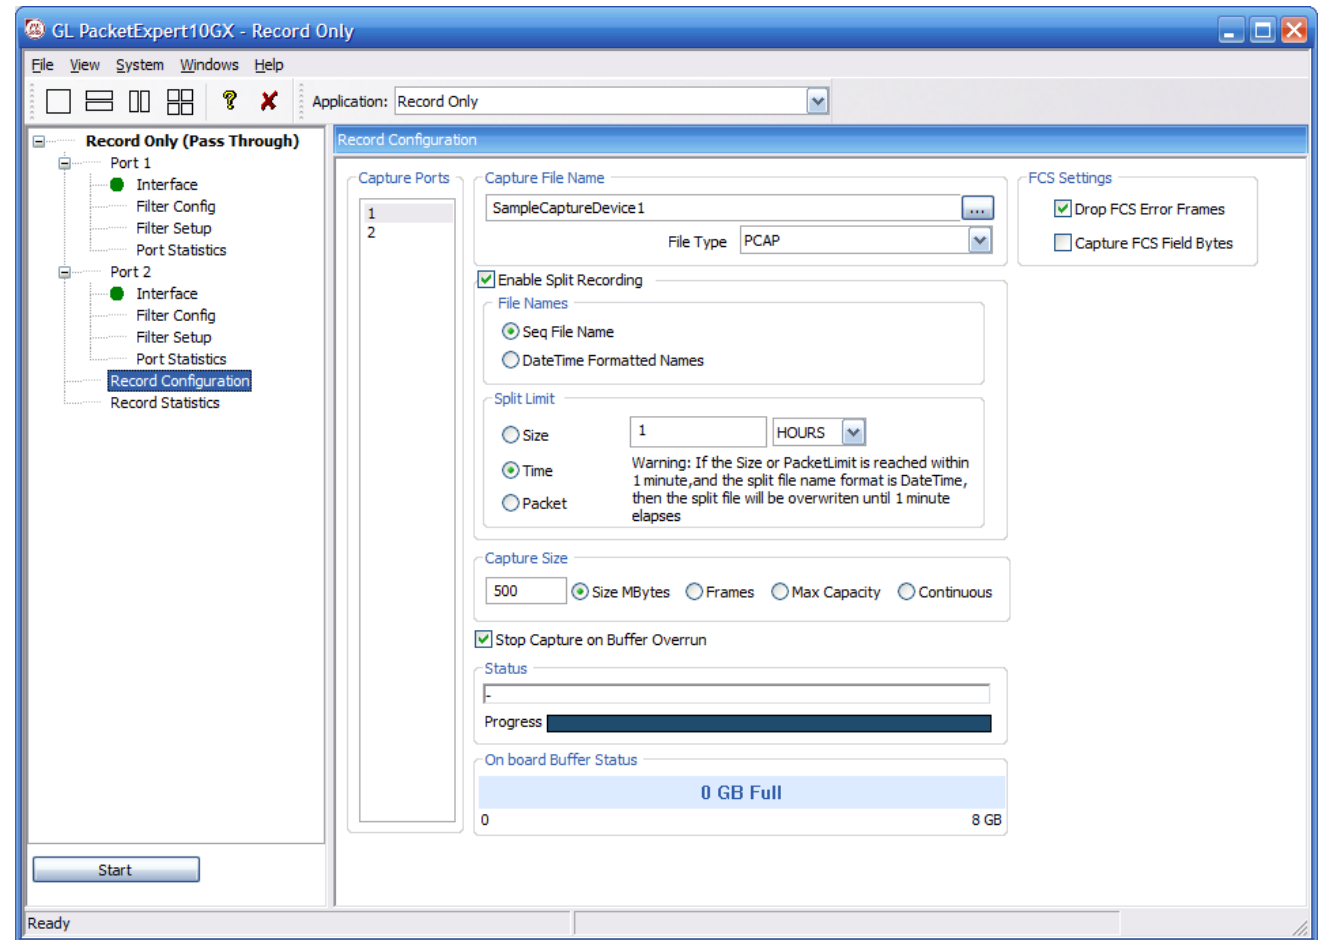 GL PacketExpert10GX - Record Only
File View System Windows Help
Application: Record Only
Record Only (Pass Through)
Port 1
Interface
Filter Config
Filter Setup
Port Statistics
Port 2
Interface
Filter Config
Filter Setup
Port Statistics
Record Configuration
Record Statistics
Start
Record Configuration
Capture Ports
1
2
Capture File Name
SampleCaptureDevice1 ...
File Type PCAP
Enable Split Recording
File Names
Seq File Name
DateTime Formatted Names
Split Limit
Size 1 HOURS
Time
Packet
Warning: If the Size or PacketLimit is reached within
1 minute,and the split file name format is DateTime,
then the split file will be overwriten until 1 minute
elapses
Capture Size
500 Size MBytes Frames Max Capacity Continuous
Stop Capture on Buffer Overrun
Status
-
Progress
On board Buffer Status
0 GB Full
0 8 GB
FCS Settings
Drop FCS Error Frames
Capture FCS Field Bytes
Ready